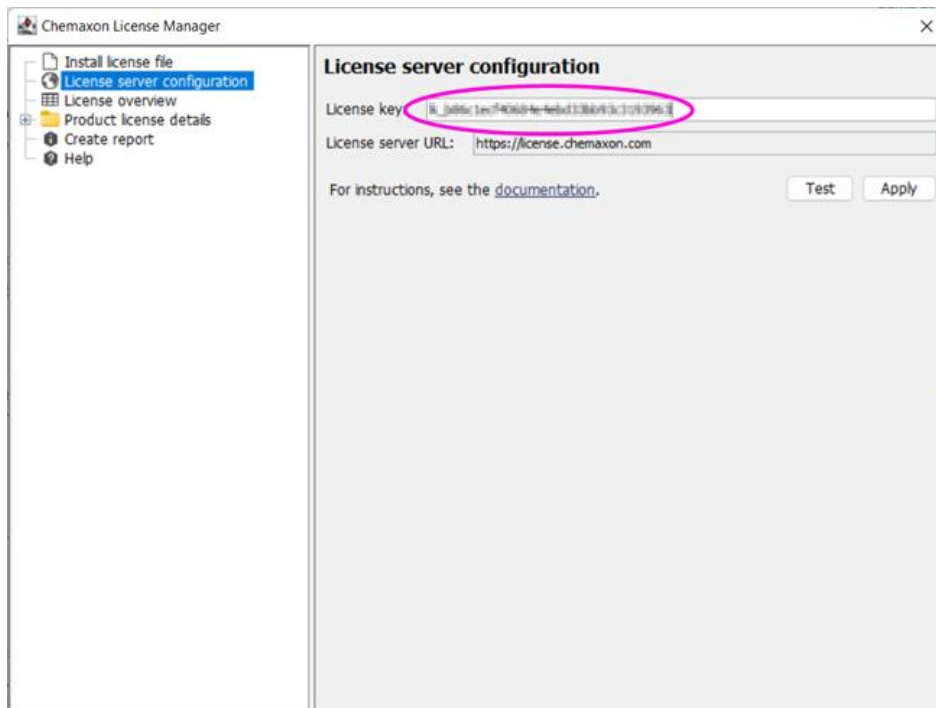 Chemaxon License Manager
Install license file
License server configuration
License overview
Product license details
Create report
Help
License server configuration
License key:
License server URL: https://license.chemaxon.com
For instructions, see the documentation. Test Apply